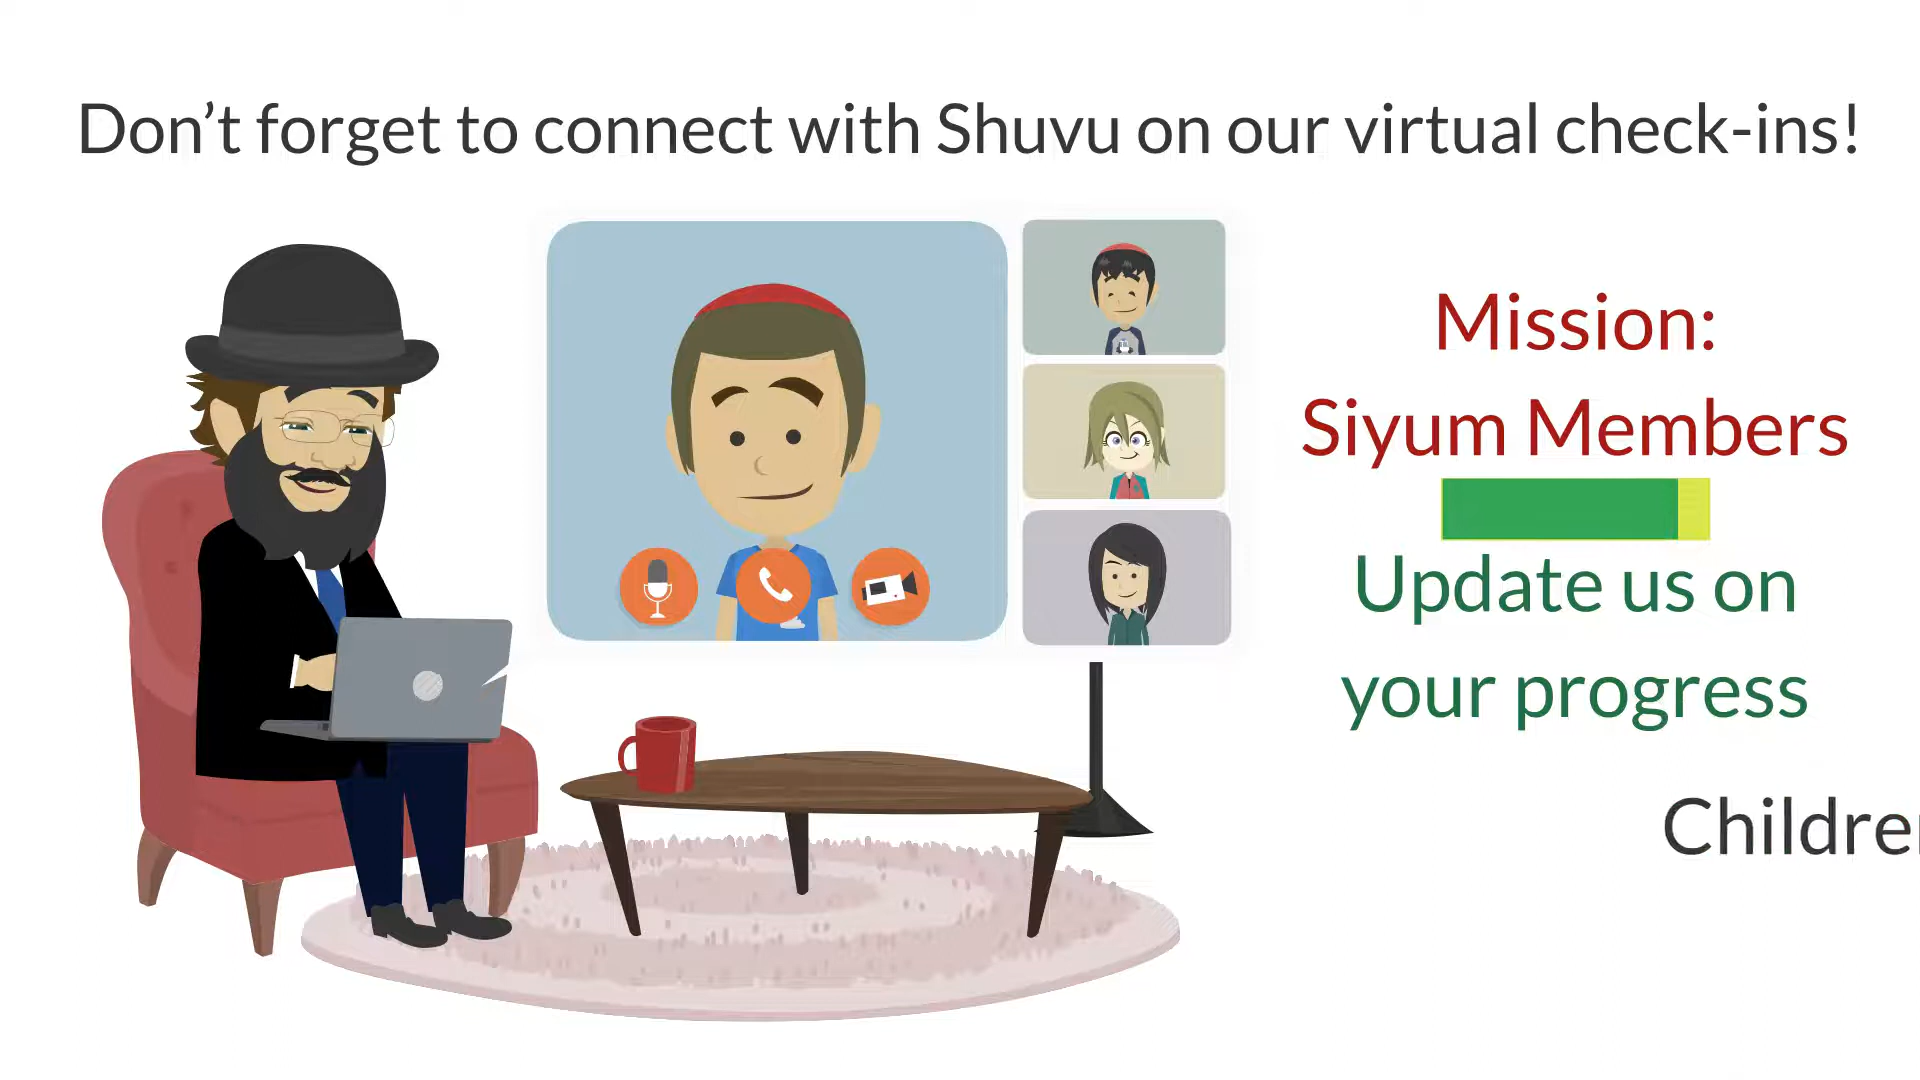 Don't forget to connect with Shuvu on our virtual check-ins!
Mission:
Siyum Members
Update us on
your progress